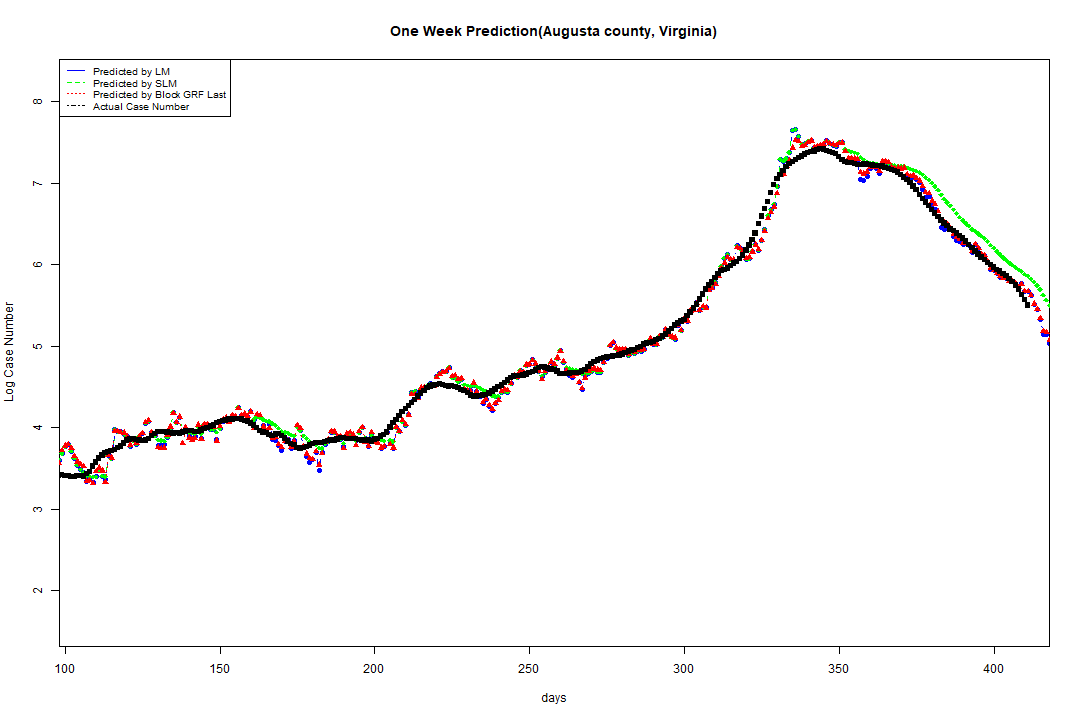 One Week Prediction(Augusta county, Virginia)
Predicted by LM
Predicted by SLM
Predicted by Block GRF Last
Actual Case Number
8
7
6
5
4
3
2
Log Case Number
100 150 200 250 300 350 400
days